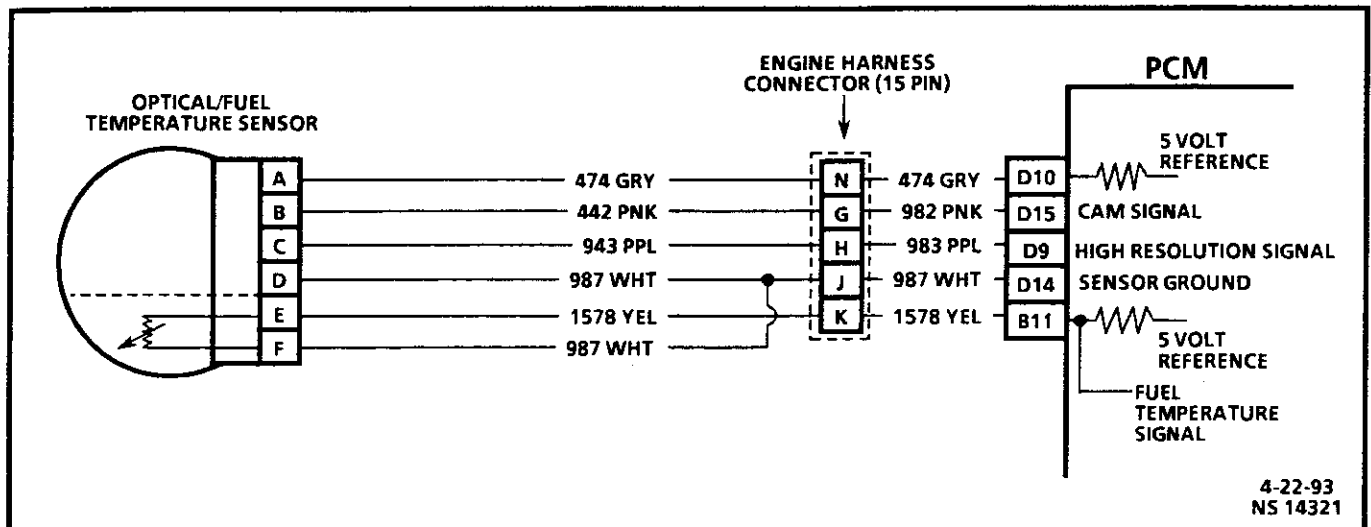 ENGINE HARNESS
CONNECTOR (15 PIN)
PCM
OPTICAL/FUEL
TEMPERATURE SENSOR
5 VOLT
REFERENCE
A 474 GRY N 474 GRY D10
B 442 PNK G 982 PNK D15 CAM SIGNAL
C 943 PPL H 983 PPL D9 HIGH RESOLUTION SIGNAL
D 987 WHT J 987 WHT D14 SENSOR GROUND
E 1578 YEL K 1578 YEL B11
F 987 WHT
5 VOLT
REFERENCE
FUEL
TEMPERATURE
SIGNAL
4-22-93
NS 14321